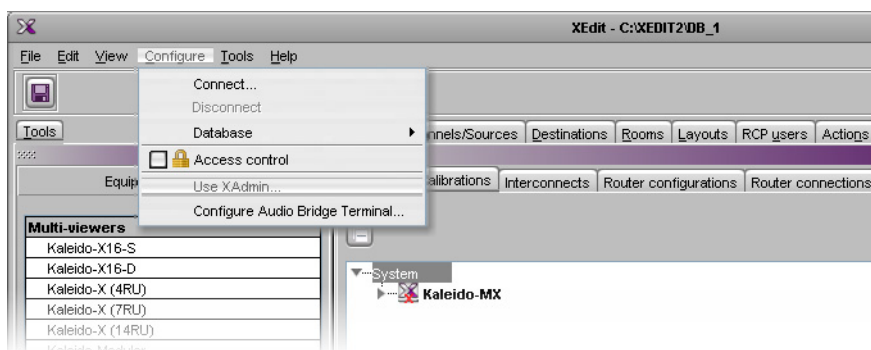 XEdit - C:\XEDIT2\DB_1
File Edit View Configure Tools Help
Connect...
Disconnect
Database
Access control
Use XAdmin...
Configure Audio Bridge Terminal...
Tools
nnels/Sources Destinations Rooms Layouts RCP users Actions
Equip
alibrations Interconnects Router configurations Router connections
Multi-viewers
Kaleido-X16-S
Kaleido-X16-D
Kaleido-X (4RU)
Kaleido-X (7RU)
Kaleido-X (14RU)
Kaleido-Modular
System
Kaleido-MX